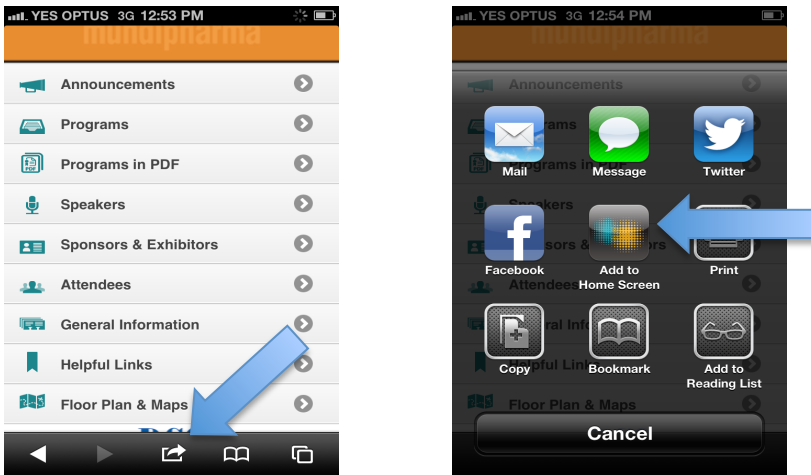 YES OPTUS 3G 12:53 PM
mundipharma
Announcements
Programs
Programs in PDF
Speakers
Sponsors & Exhibitors
Attendees
General Information
Helpful Links
Floor Plan & Maps
YES OPTUS 3G 12:54 PM
mundipharma
Announcements
Mail
Message
Twitter
Facebook
Add to
Home Screen
Print
Copy
Bookmark
Add to
Reading List
Floor Plan & Maps
Cancel